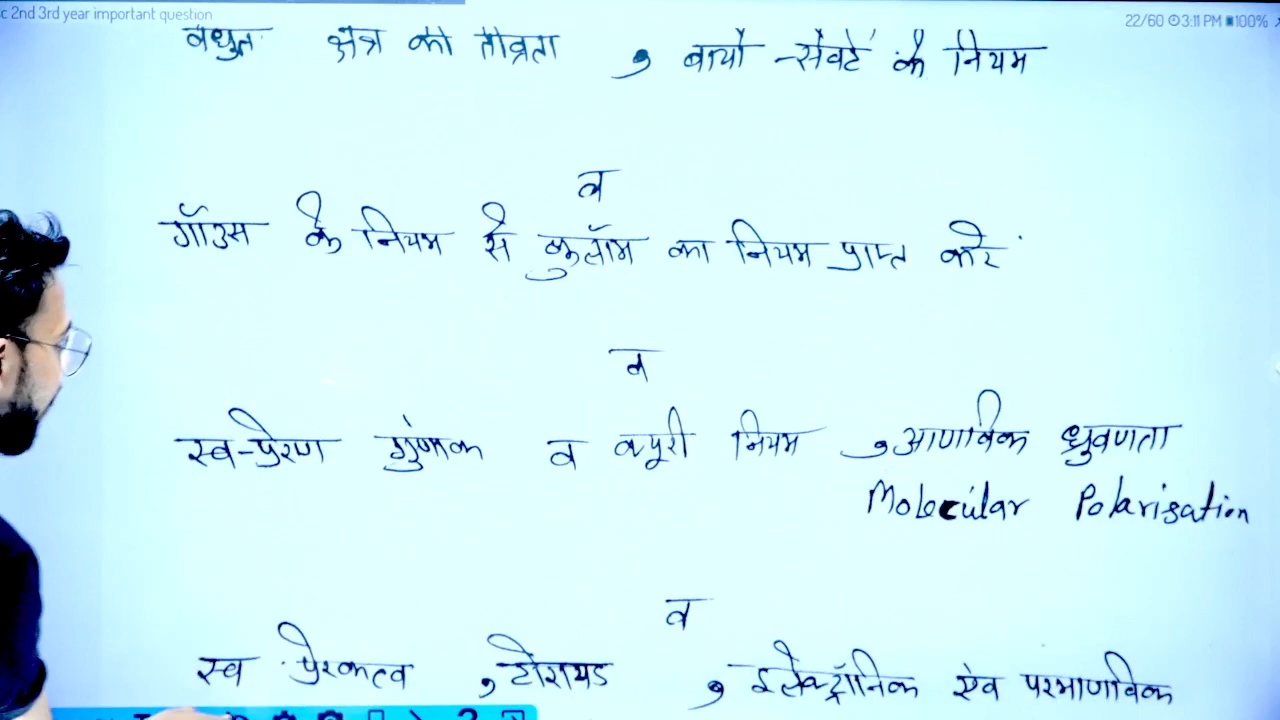 c 2nd 3rd year important question
22/60 3:11 PM 100%
वधुत क्षेत्र की तीव्रता , बायो-सेवर्ट के नियम
व
गॉउस के नियम से कुलॉम का नियम प्राप्त करें
व
स्व-प्रेरण गुंणाक व क्यूरी नियम , आणविक ध्रुवणता
Molecular Polarisation
व
स्व प्रेरकत्व , टोरायड , इलेक्ट्रॉनिक एंव परमाणविक